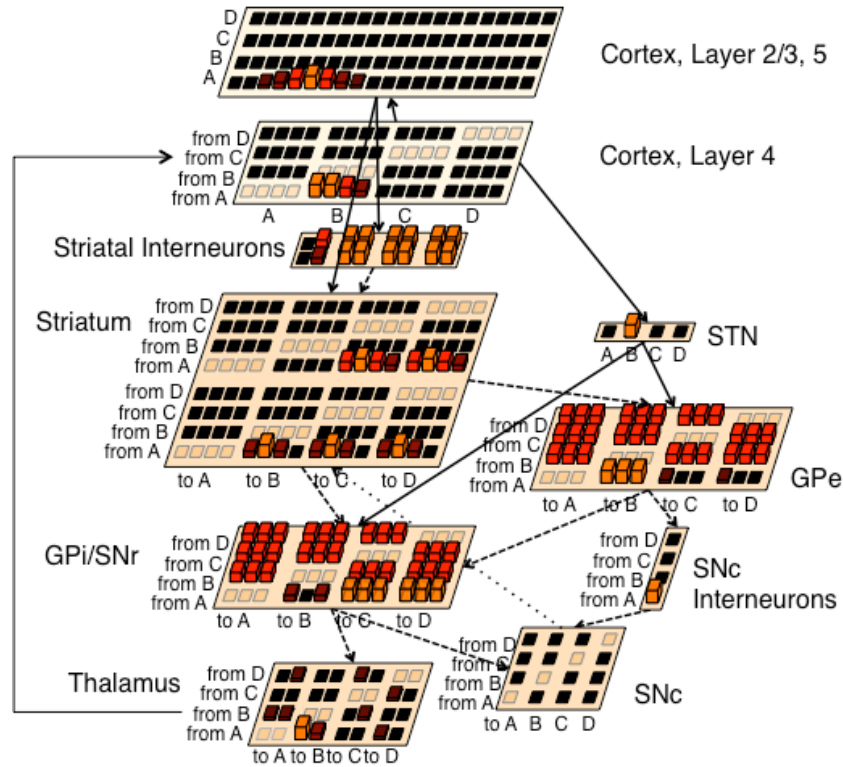 D
C
B
A
Cortex, Layer 2/3, 5
from D
from C
from B
from A
A B C D
Cortex, Layer 4
Striatal Interneurons
Striatum
from D
from C
from B
from A
from D
from C
from B
from A
to A to B to C to D
A B C D
STN
from D
from C
from B
from A
to A to B to C to D
GPe
GPi/SNr
from D
from C
from B
from A
to A to B to C to D
from D
from C
from B
from A
SNc
Interneurons
Thalamus
from D
from C
from B
from A
to A to B to C to D
from D
from C
from B
from A
to A B C D
SNc